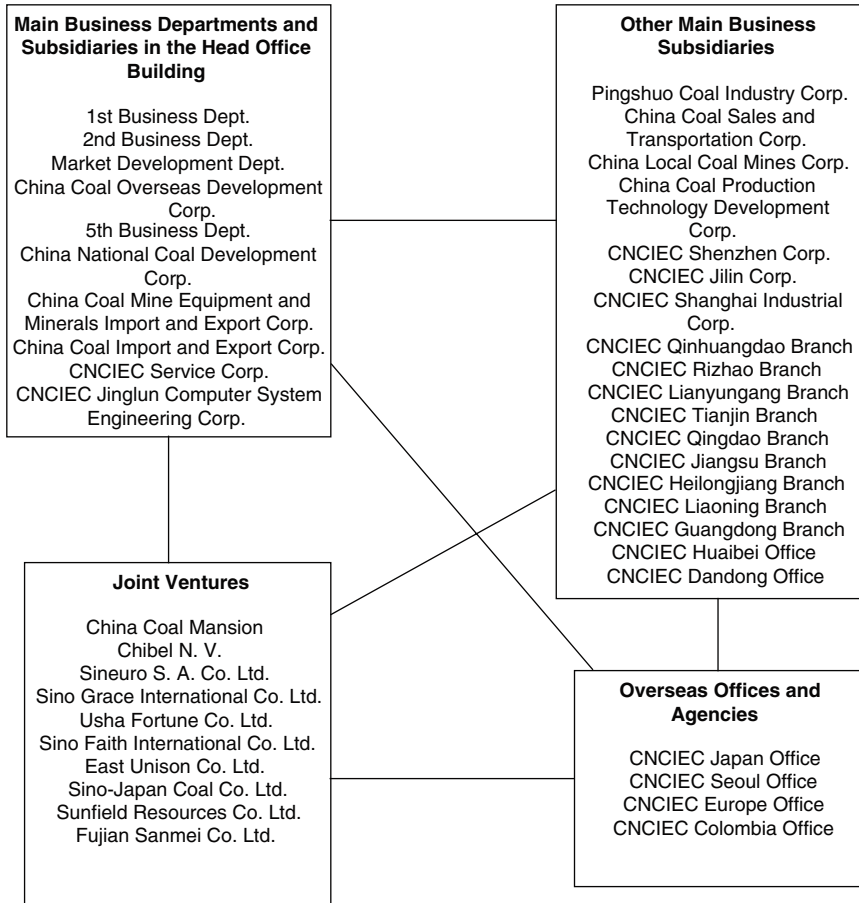 Main Business Departments and
Subsidiaries in the Head Office
Building
1st Business Dept.
2nd Business Dept.
Market Development Dept.
China Coal Overseas Development
Corp.
5th Business Dept.
China National Coal Development
Corp.
China Coal Mine Equipment and
Minerals Import and Export Corp.
China Coal Import and Export Corp.
CNCIEC Service Corp.
CNCIEC Jinglun Computer System
Engineering Corp.
Other Main Business
Subsidiaries
Pingshuo Coal Industry Corp.
China Coal Sales and
Transportation Corp.
China Local Coal Mines Corp.
China Coal Production
Technology Development
Corp.
CNCIEC Shenzhen Corp.
CNCIEC Jilin Corp.
CNCIEC Shanghai Industrial
Corp.
CNCIEC Qinhuangdao Branch
CNCIEC Rizhao Branch
CNCIEC Lianyungang Branch
CNCIEC Tianjin Branch
CNCIEC Qingdao Branch
CNCIEC Jiangsu Branch
CNCIEC Heilongjiang Branch
CNCIEC Liaoning Branch
CNCIEC Guangdong Branch
CNCIEC Huaibei Office
CNCIEC Dandong Office
Joint Ventures
China Coal Mansion
Chibel N. V.
Sineuro S. A. Co. Ltd.
Sino Grace International Co. Ltd.
Usha Fortune Co. Ltd.
Sino Faith International Co. Ltd.
East Unison Co. Ltd.
Sino-Japan Coal Co. Ltd.
Sunfield Resources Co. Ltd.
Fujian Sanmei Co. Ltd.
Overseas Offices and
Agencies
CNCIEC Japan Office
CNCIEC Seoul Office
CNCIEC Europe Office
CNCIEC Colombia Office